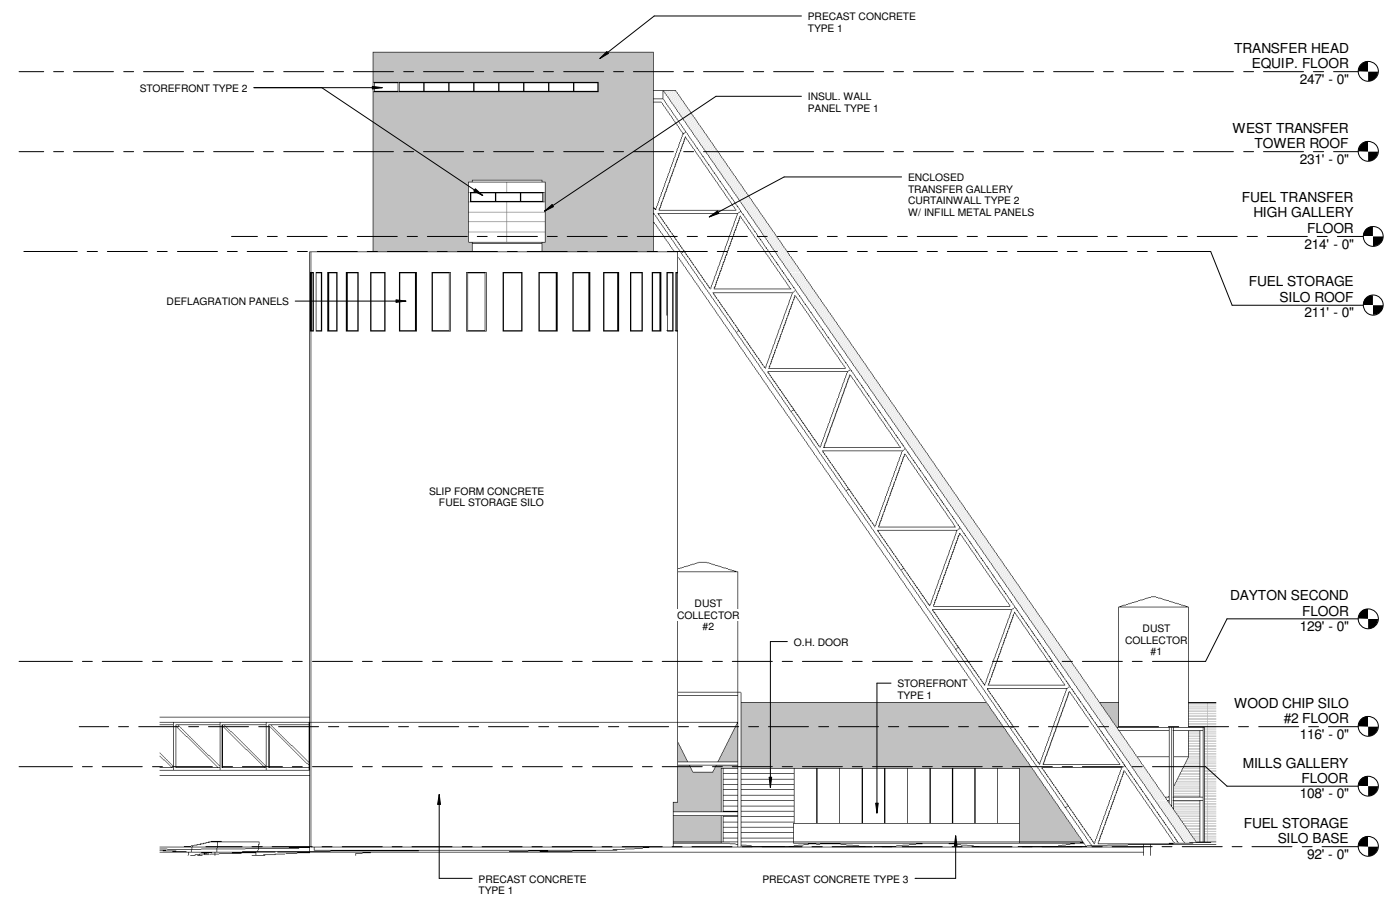 PRECAST CONCRETE
TYPE 1
TRANSFER HEAD
EQUIP. FLOOR
247' - 0"
STOREFRONT TYPE 2
INSUL. WALL
PANEL TYPE 1
WEST TRANSFER
TOWER ROOF
231' - 0"
ENCLOSED
TRANSFER GALLERY
CURTAINWALL TYPE 2
W/ INFILL METAL PANELS
FUEL TRANSFER
HIGH GALLERY
FLOOR
214' - 0"
FUEL STORAGE
SILO ROOF
211' - 0"
DEFLAGRATION PANELS
SLIP FORM CONCRETE
FUEL STORAGE SILO
DUST
COLLECTOR
#2
DAYTON SECOND
FLOOR
129' - 0"
DUST
COLLECTOR
#1
O.H. DOOR
STOREFRONT
TYPE 1
WOOD CHIP SILO
#2 FLOOR
116' - 0"
MILLS GALLERY
FLOOR
108' - 0"
FUEL STORAGE
SILO BASE
92' - 0"
PRECAST CONCRETE
TYPE 1
PRECAST CONCRETE TYPE 3